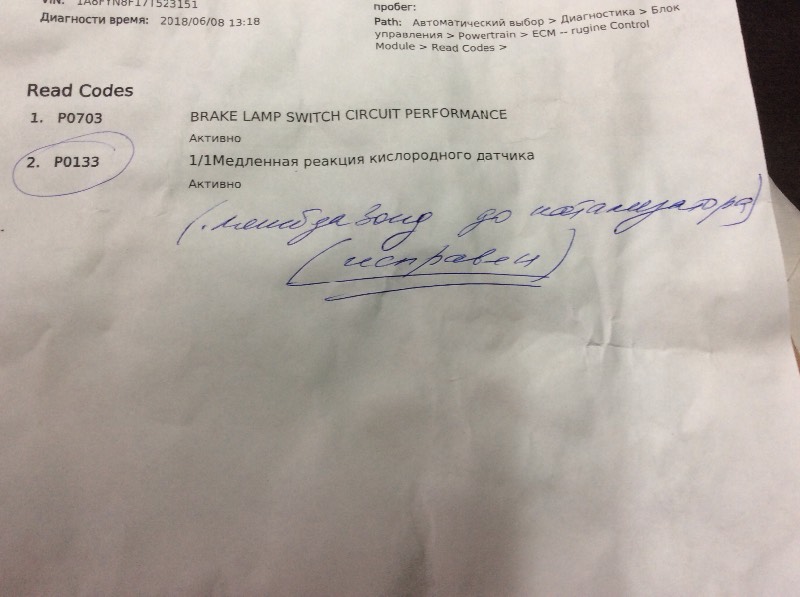 VIN: 1A8FYN8F17T523151
Диагности время: 2018/06/08 13:18
пробег:
Path: Автоматический выбор > Диагностика > Блок
управления > Powertrain > ECM -- rugine Control
Module > Read Codes >
Read Codes
1. P0703 BRAKE LAMP SWITCH CIRCUIT PERFORMANCE
Активно
2. P0133 1/1Медленная реакция кислородного датчика
Активно
(лямбда зонд до катализатора)
(исправен)